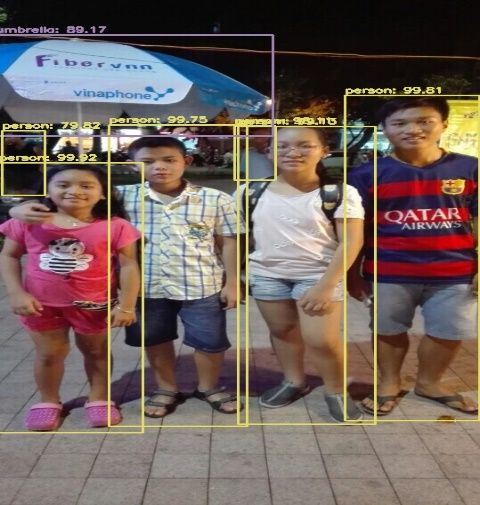 umbrella: 89.17
Fibervnn
vinaphone
person: 99.81
person: 99.75
person: 79.82
person: 99.92
QATAR
AIRWAYS